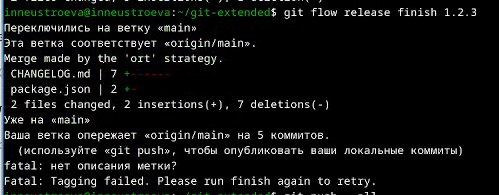 inneustroeva@inneustroeva:~/git-extended$ git flow release finish 1.2.3
Переключились на ветку «main»
Эта ветка соответствует «origin/main».
Merge made by the 'ort' strategy.
CHANGELOG.md | 7 +------
package.json | 2 +-
2 files changed, 2 insertions(+), 7 deletions(-)
Уже на «main»
Ваша ветка опережает «origin/main» на 5 коммитов.
(используйте «git push», чтобы опубликовать ваши локальные коммиты)
fatal: нет описания метки?
Fatal: Tagging failed. Please run finish again to retry.